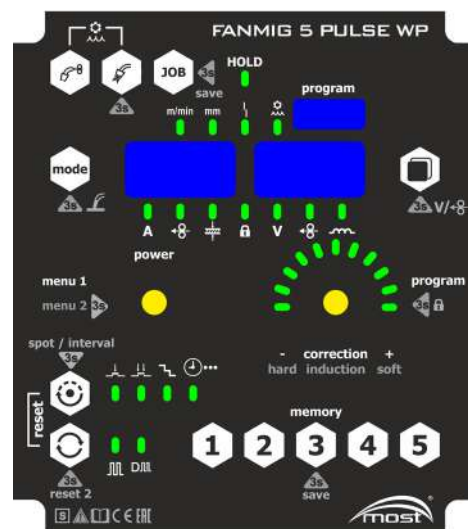 FANMIG 5 PULSE WP
HOLD
JOB
3s
save
3s
program
m/min
mm
mode
3s
3s V/
A
V
power
menu 1
menu 2 3s
program
3s
spot / interval
3s
- correction +
hard induction soft
reset
memory
1 2 3 4 5
D
3s
reset 2
3s
save
S CE EAC
most